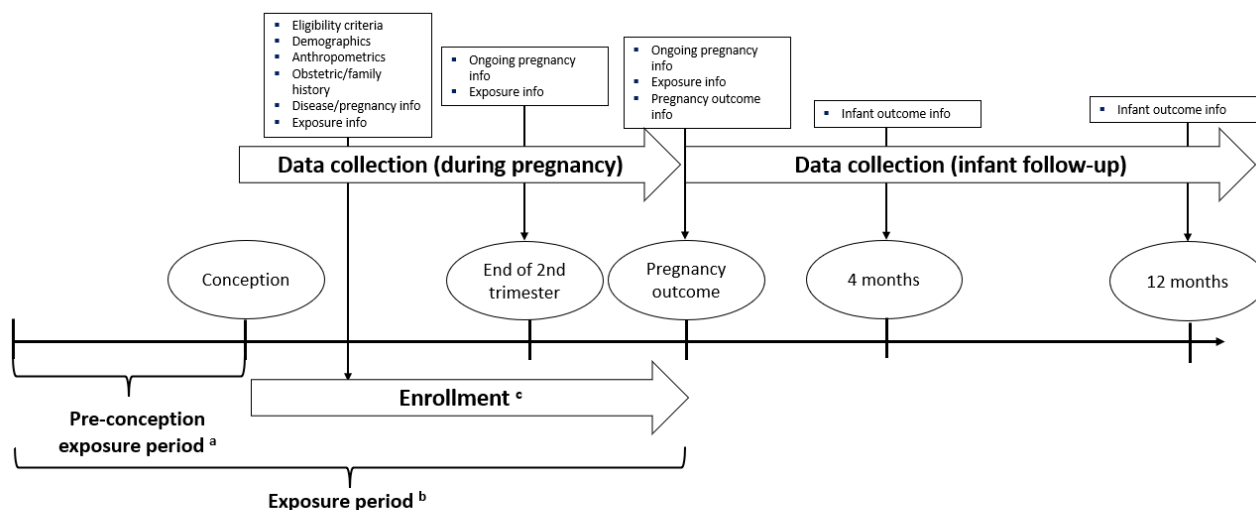 Eligibility criteria
Demographics
Anthropometrics
Obstetric/family
history
Disease/pregnancy info
Exposure info
Ongoing pregnancy
info
Exposure info
Ongoing pregnancy
info
Exposure info
Pregnancy outcome
info
Infant outcome info
Infant outcome info
Data collection (during pregnancy)
Data collection (infant follow-up)
Conception
End of 2nd
trimester
Pregnancy
outcome
4 months
12 months
Enrollment ᶜ
Pre-conception
exposure period ᵃ
Exposure period ᵇ